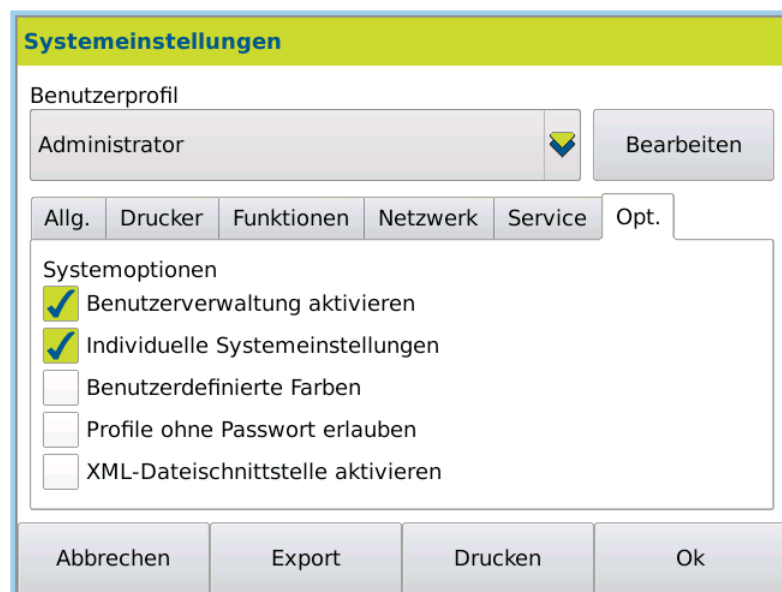 Systemeinstellungen
Benutzerprofil
Administrator
Bearbeiten
Allg. Drucker Funktionen Netzwerk Service Opt.
Systemoptionen
Benutzerverwaltung aktivieren
Individuelle Systemeinstellungen
Benutzerdefinierte Farben
Profile ohne Passwort erlauben
XML-Dateischnittstelle aktivieren
Abbrechen Export Drucken Ok